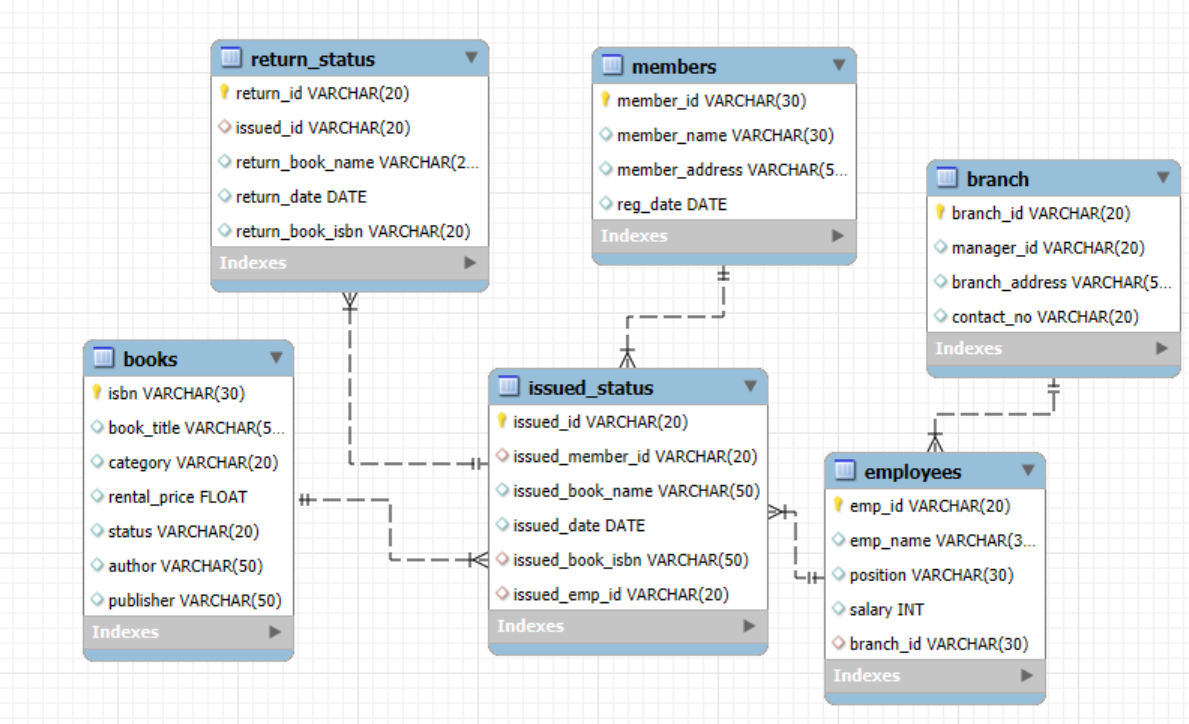 return_status
return_id VARCHAR(20)
issued_id VARCHAR(20)
return_book_name VARCHAR(2...
return_date DATE
return_book_isbn VARCHAR(20)
Indexes
members
member_id VARCHAR(30)
member_name VARCHAR(30)
member_address VARCHAR(5...
reg_date DATE
Indexes
branch
branch_id VARCHAR(20)
manager_id VARCHAR(20)
branch_address VARCHAR(5...
contact_no VARCHAR(20)
Indexes
books
isbn VARCHAR(30)
book_title VARCHAR(5...
category VARCHAR(20)
rental_price FLOAT
status VARCHAR(20)
author VARCHAR(50)
publisher VARCHAR(50)
Indexes
issued_status
issued_id VARCHAR(20)
issued_member_id VARCHAR(20)
issued_book_name VARCHAR(50)
issued_date DATE
issued_book_isbn VARCHAR(50)
issued_emp_id VARCHAR(20)
Indexes
employees
emp_id VARCHAR(20)
emp_name VARCHAR(3...
position VARCHAR(30)
salary INT
branch_id VARCHAR(30)
Indexes